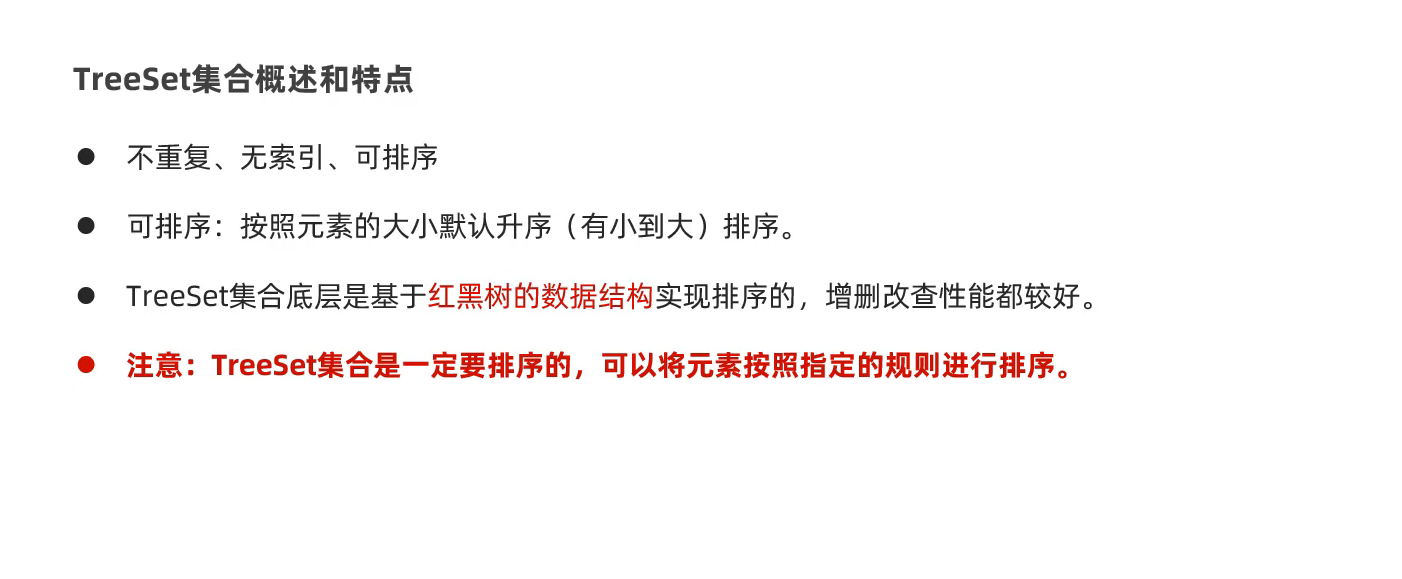 TreeSet集合概述和特点
● 不重复、无索引、可排序
● 可排序：按照元素的大小默认升序（有小到大）排序。
● TreeSet集合底层是基于红黑树的数据结构实现排序的，增删改查性能都较好。
● 注意：TreeSet集合是一定要排序的，可以将元素按照指定的规则进行排序。